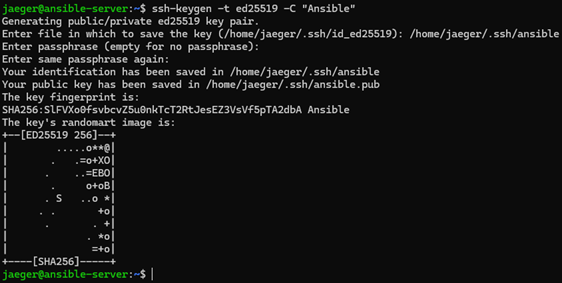 jaeger@ansible-server:~$ ssh-keygen -t ed25519 -C "Ansible"
Generating public/private ed25519 key pair.
Enter file in which to save the key (/home/jaeger/.ssh/id_ed25519): /home/jaeger/.ssh/ansible
Enter passphrase (empty for no passphrase):
Enter same passphrase again:
Your identification has been saved in /home/jaeger/.ssh/ansible
Your public key has been saved in /home/jaeger/.ssh/ansible.pub
The key fingerprint is:
SHA256:SlFVXo0fsvbcvZ5u0nkTcT2RtJesEZ3VsVf5pTA2dbA Ansible
The key's randomart image is:
+--[ED25519 256]--+
|        .....o**@|
|       .   .=o+XO|
|      .    ..=EBO|
|       .     o+oB|
|      . S   ..o *|
|     . .       +o|
|      .       . +|
|             . *o|
|              =+o|
+----[SHA256]-----+
jaeger@ansible-server:~$